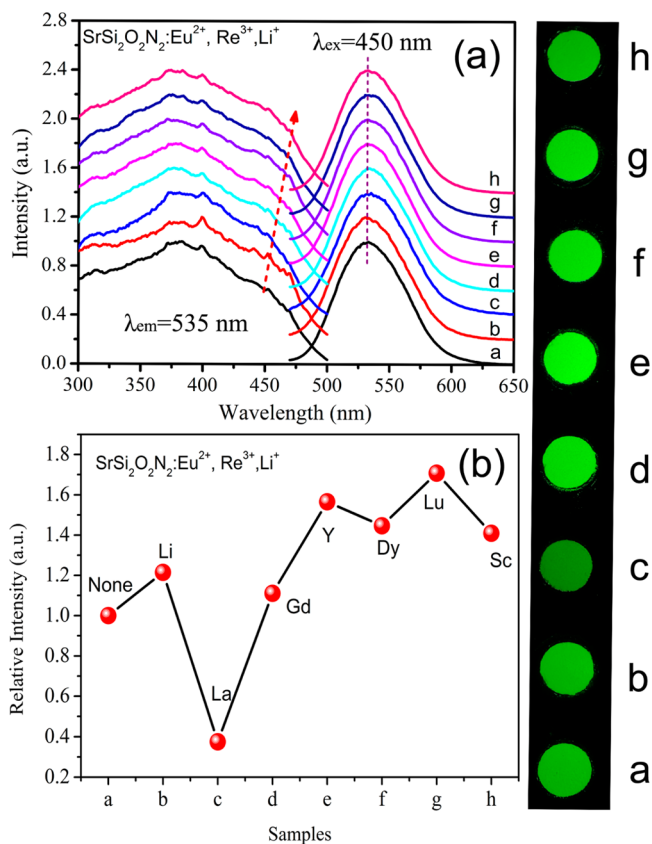 SrSi₂O₂N₂:Eu²⁺, Re³⁺,Li⁺
λex=450 nm
(a)
2.8
2.4
2.0
1.6
1.2
0.8
0.4
0.0
Intensity (a.u.)
h
g
f
e
d
c
b
a
λem=535 nm
300 350 400 450 500 550 600 650
Wavelength (nm)
SrSi₂O₂N₂:Eu²⁺, Re³⁺,Li⁺
(b)
1.8
1.6
1.4
1.2
1.0
0.8
0.6
0.4
0.2
Relative Intensity (a.u.)
None
Li
La
Gd
Y
Dy
Lu
Sc
a b c d e f g h
Samples
h
g
f
e
d
c
b
a